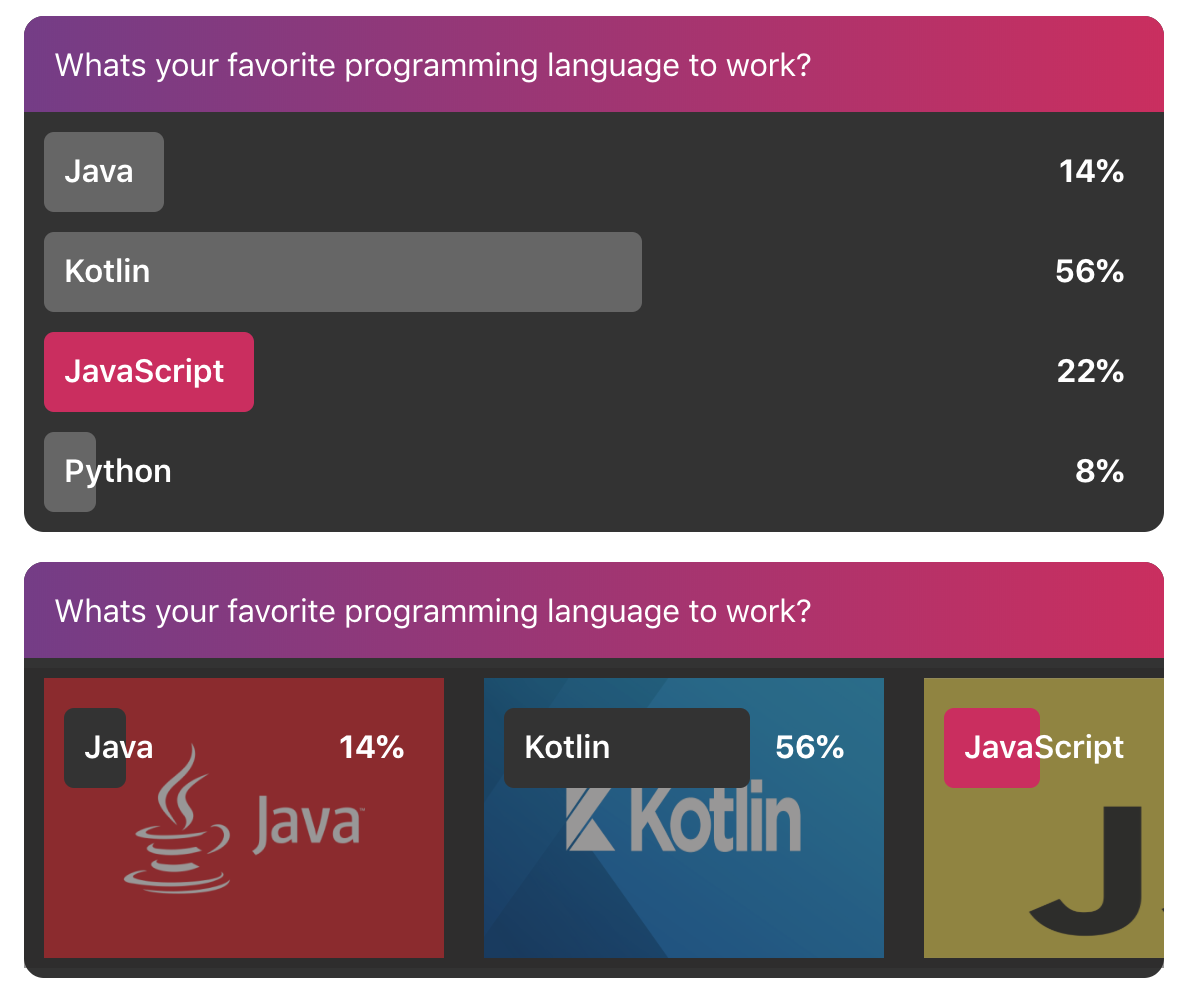 Whats your favorite programming language to work?
Java 14%
Kotlin 56%
JavaScript 22%
Python 8%
Whats your favorite programming language to work?
Java 14% Kotlin 56% JavaScript
Java™ Kotlin J